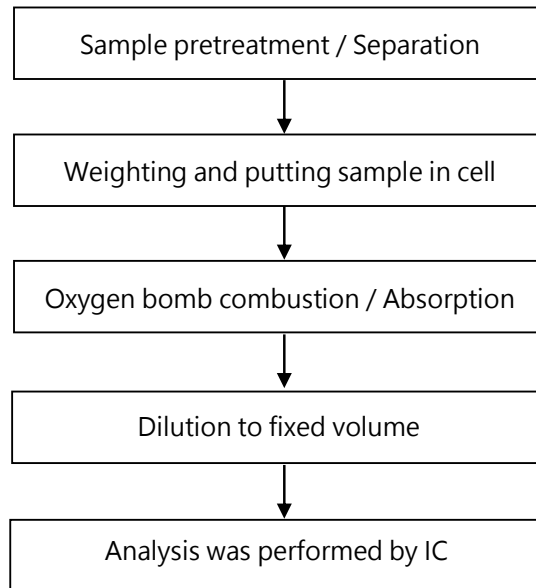 Sample pretreatment / Separation
Weighting and putting sample in cell
Oxygen bomb combustion / Absorption
Dilution to fixed volume
Analysis was performed by IC